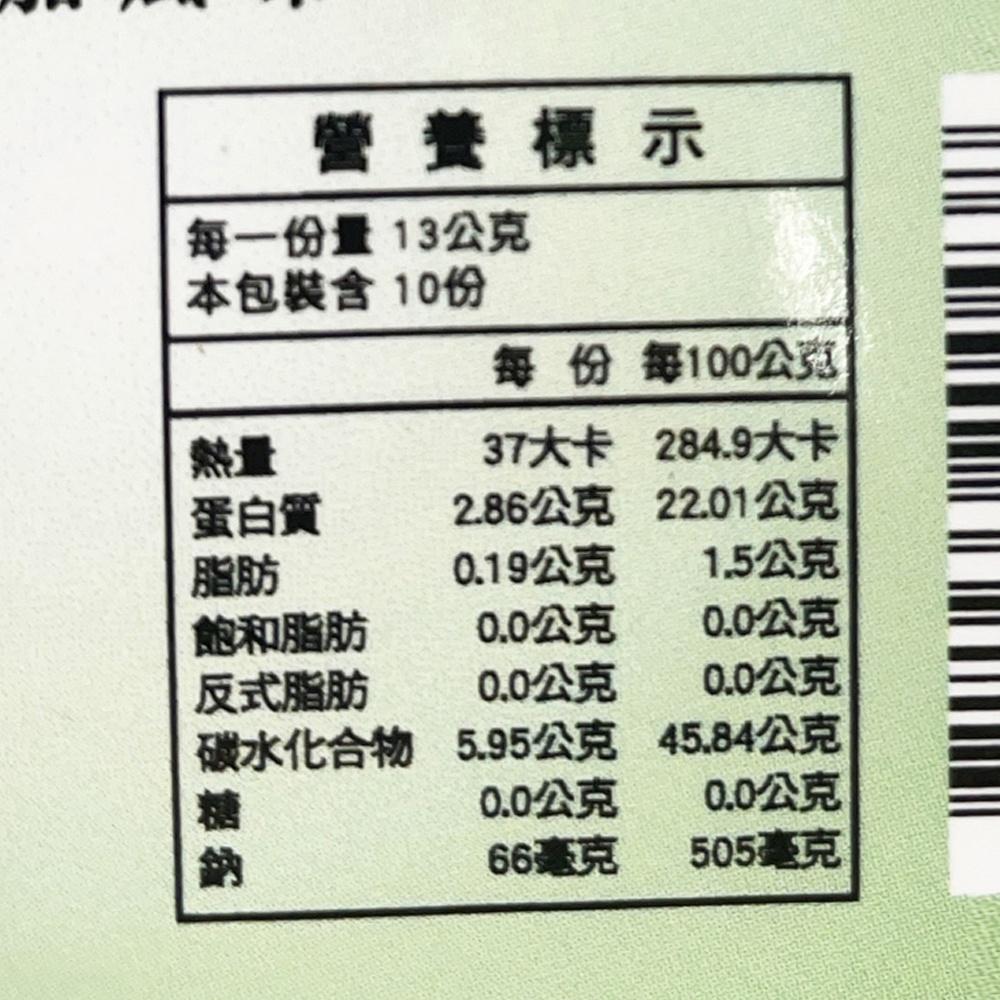 營養標示
每一份量 13公克
本包裝含 10份
每 份 每100公克
熱量 37大卡 284.9大卡
蛋白質 2.86公克 22.01公克
脂肪 0.19公克 1.5公克
飽和脂肪 0.0公克 0.0公克
反式脂肪 0.0公克 0.0公克
碳水化合物 5.95公克 45.84公克
糖 0.0公克 0.0公克
鈉 66毫克 505毫克